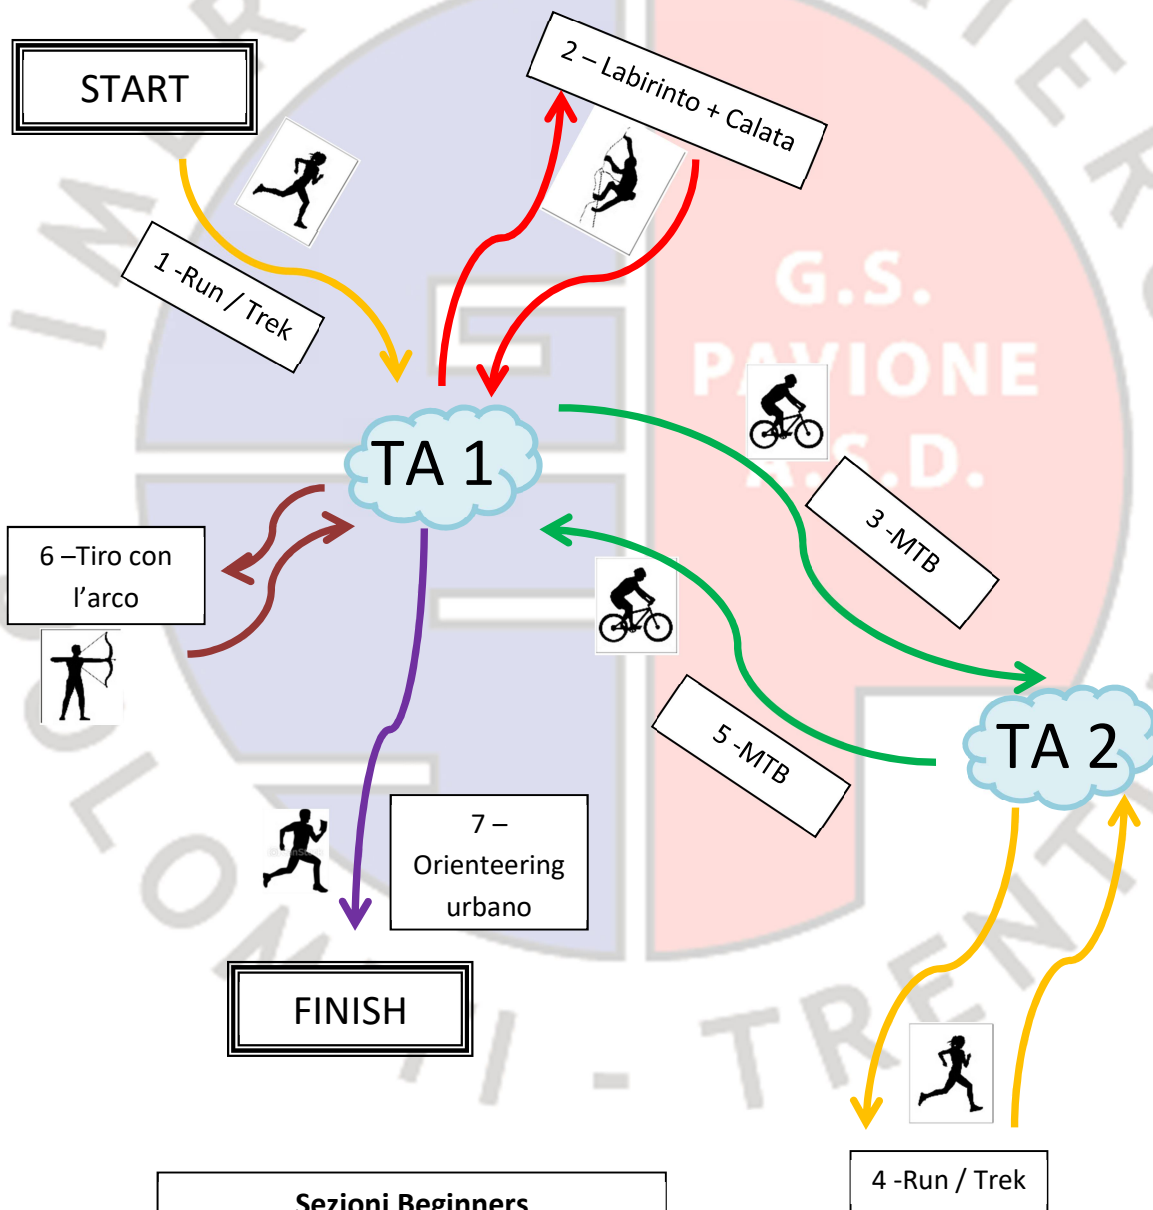 START
2 – Labirinto + Calata
1 -Run / Trek
G.S.
PAVIONE
A.S.D.
TA 1
3 -MTB
6 –Tiro con
l'arco
5 -MTB
TA 2
7 –
Orienteering
urbano
FINISH
4 -Run / Trek
Sezioni Beginners